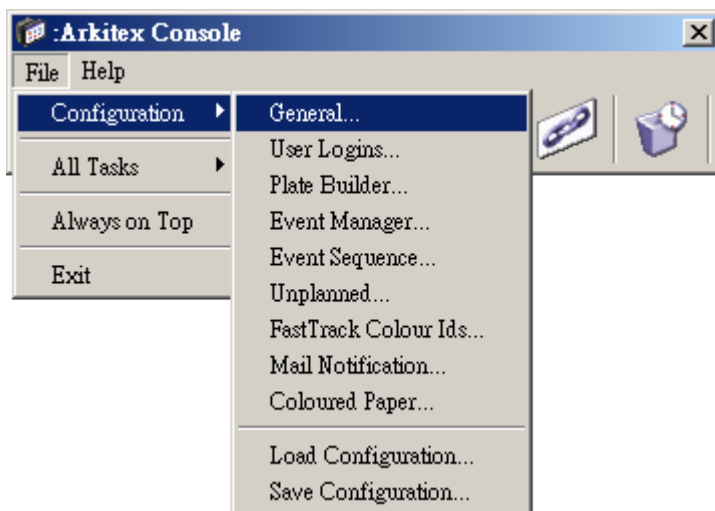 :Arkitex Console
File Help
Configuration
All Tasks
Always on Top
Exit
General...
User Logins...
Plate Builder...
Event Manager...
Event Sequence...
Unplanned...
FastTrack Colour Ids...
Mail Notification...
Coloured Paper...
Load Configuration...
Save Configuration...